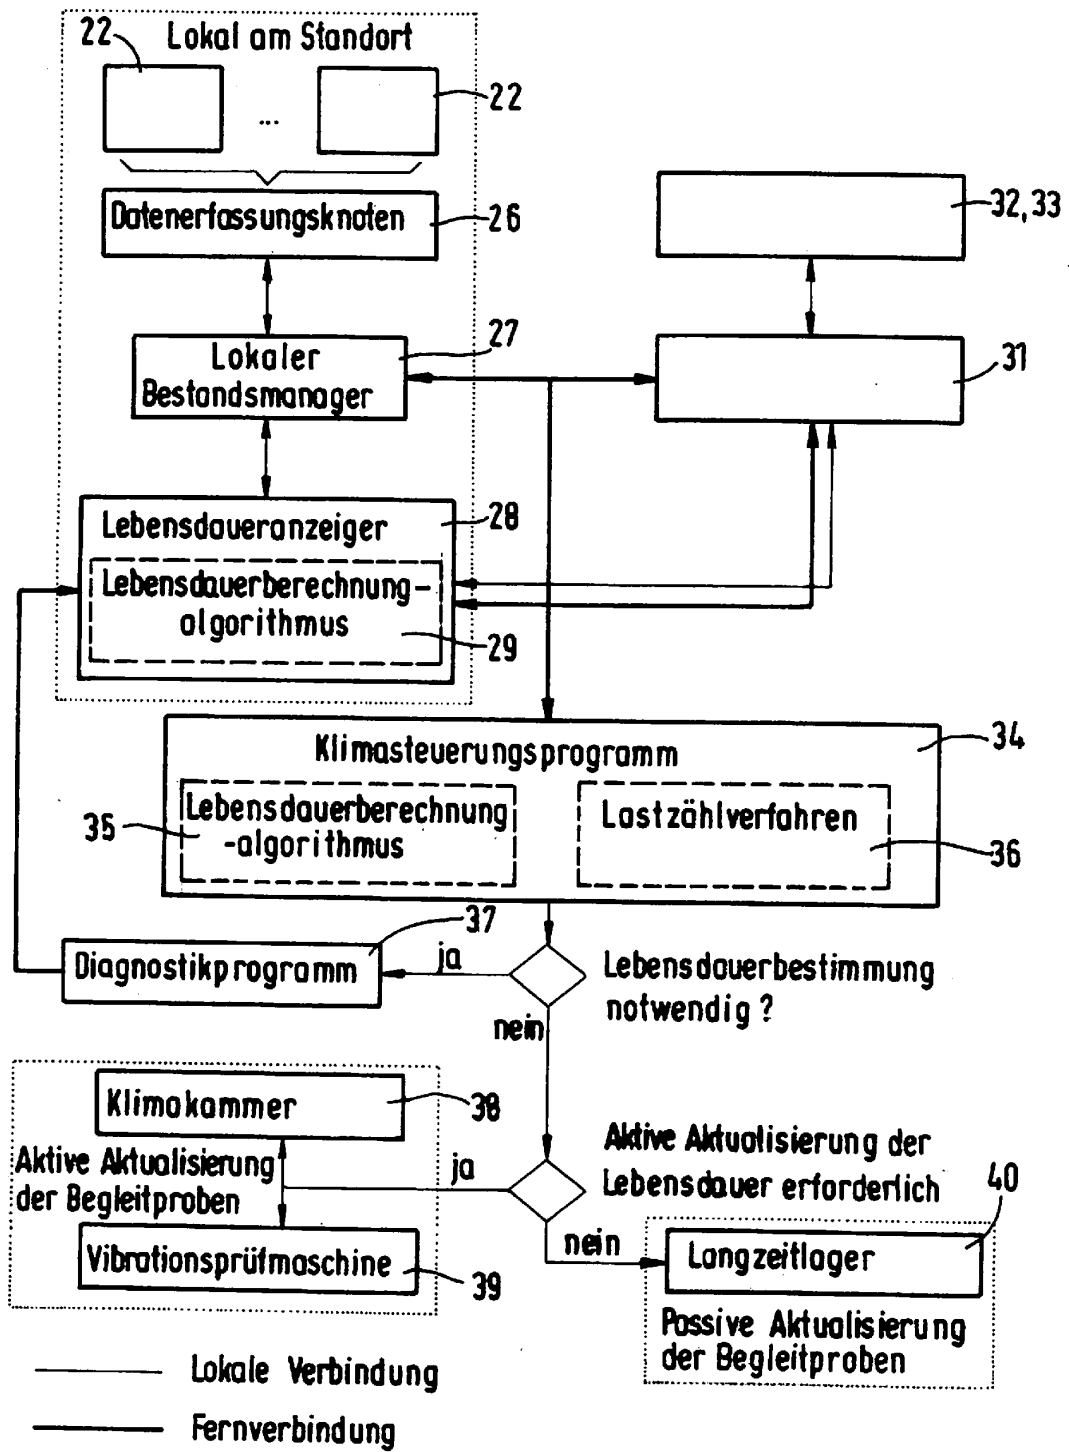 22
Lokal am Standort
...
22
Datenerfassungsknoten
26
32,33
27
Lokaler
Bestandsmanager
31
Lebensdaueranzeiger
28
Lebensdauerberechnung-
algorithmus
29
Klimasteuerungsprogramm
34
Lebensdauerberechnung
-algorithmus
35
Lastzählverfahren
36
37
Diagnostikprogramm
ja
Lebensdauerbestimmung
notwendig ?
nein
Klimakammer
38
Aktive Aktualisierung
der Begleitproben
ja
Aktive Aktualisierung der
Lebensdauer erforderlich
40
Vibrationsprüfmaschine
39
nein
Langzeitlager
Passive Aktualisierung
der Begleitproben
Lokale Verbindung
Fernverbindung